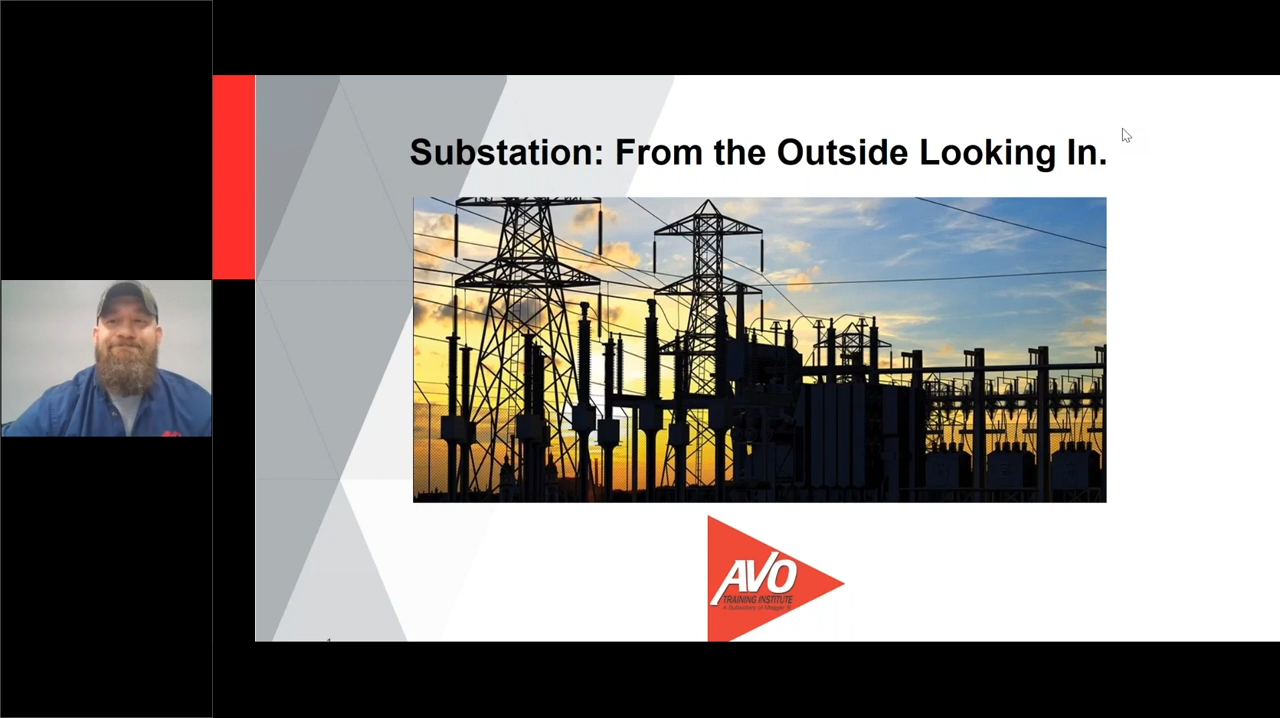 Substation: From the Outside Looking In.
AVO
TRAINING INSTITUTE
A Subsidiary of Megger ®